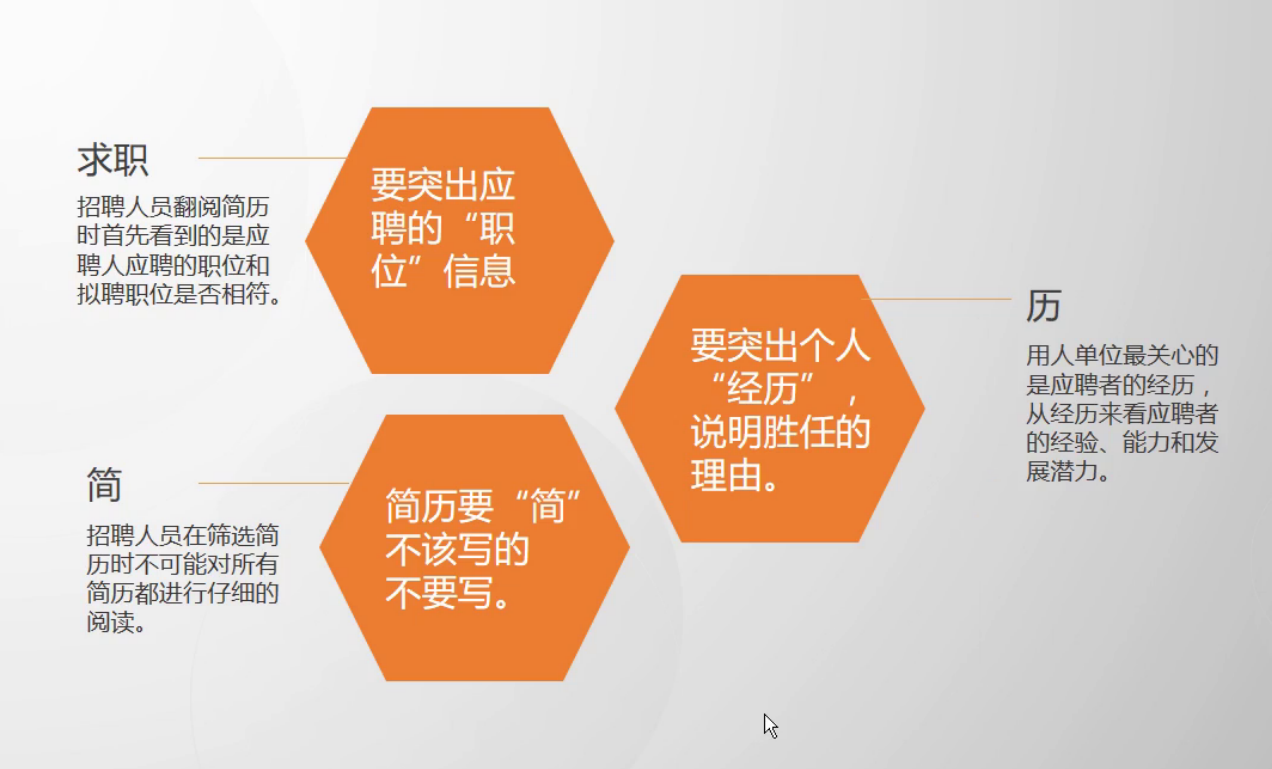 求职
招聘人员翻阅简历
时首先看到的是应
聘人应聘的职位和
拟聘职位是否相符。
要突出应
聘的“职
位”信息
历
用人单位最关心的
是应聘者的经历，
从经历来看应聘者
的经验、能力和发
展潜力。
要突出个人
“经历”，
说明胜任的
理由。
简
招聘人员在筛选简
历时不可能对所有
简历都进行仔细的
阅读。
简历要“简”
不该写的
不要写。